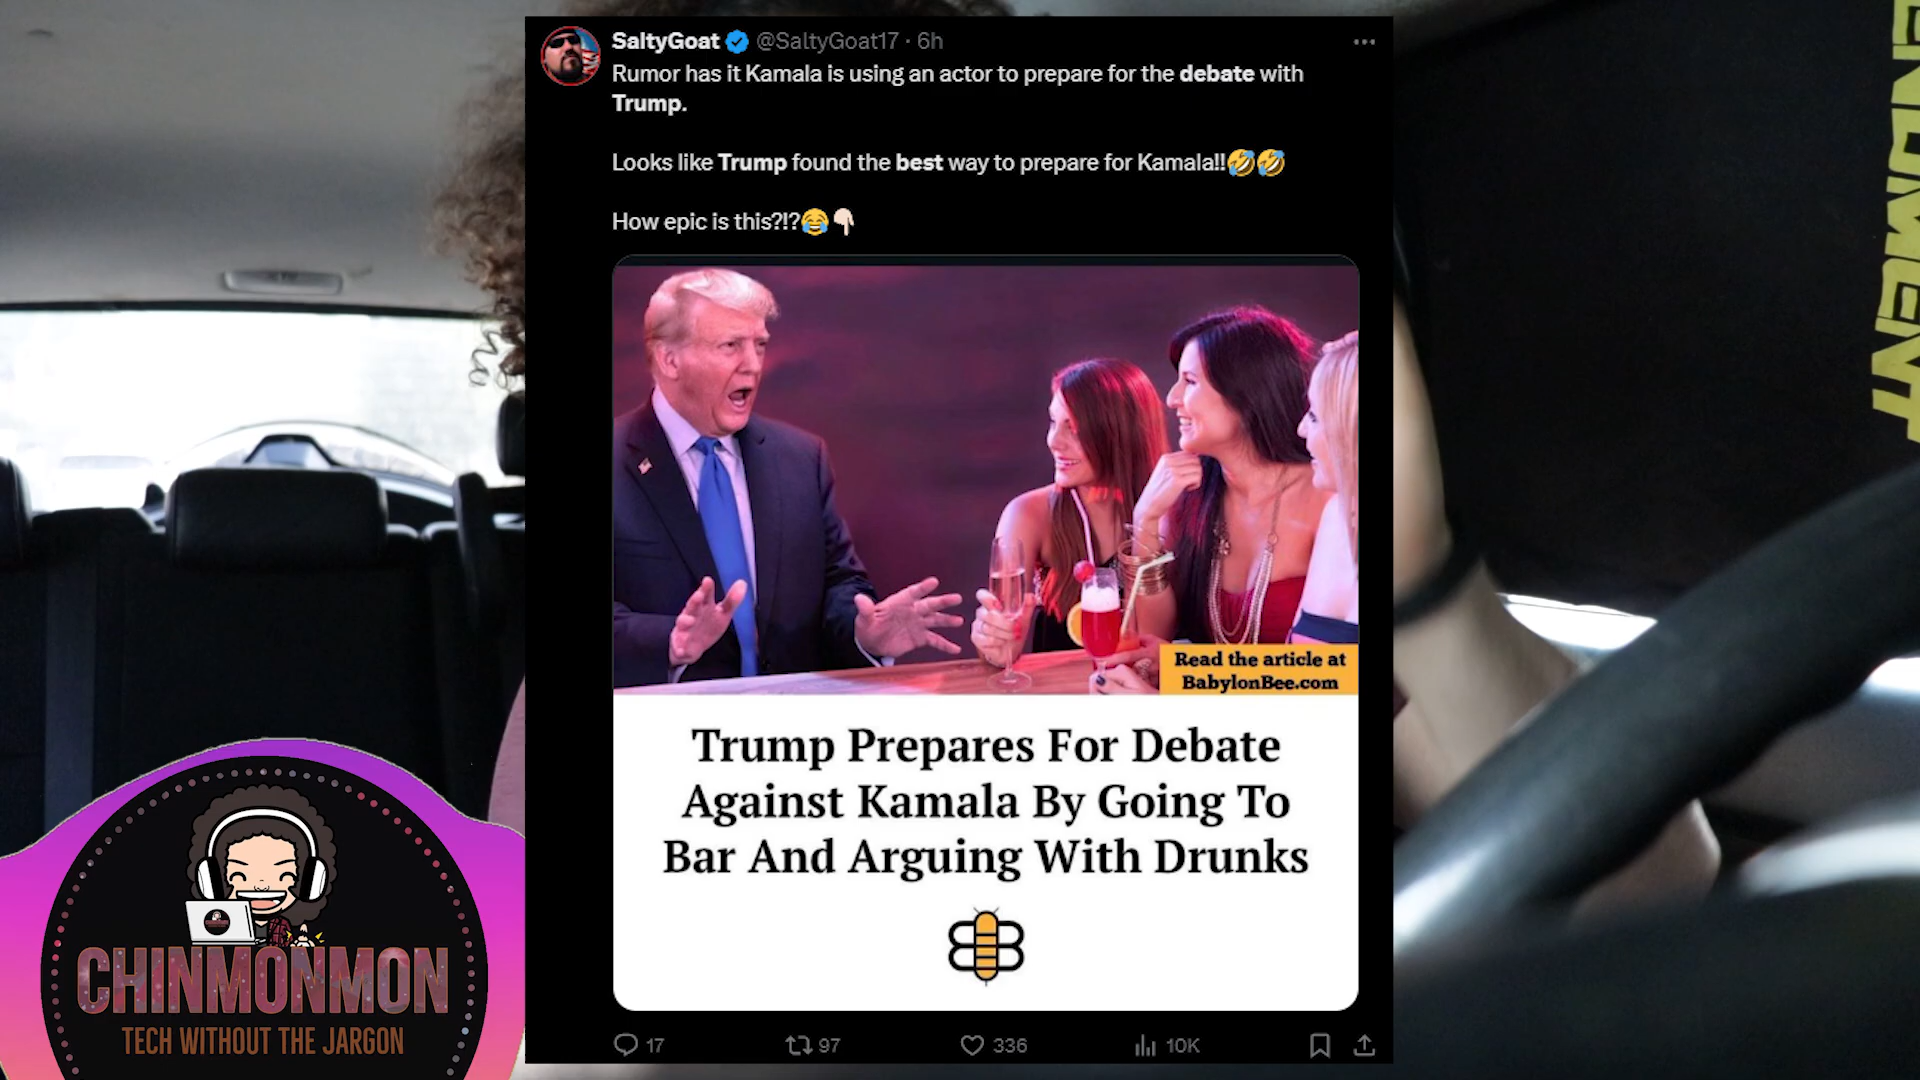 SaltyGoat @SaltyGoat17 · 6h
Rumor has it Kamala is using an actor to prepare for the debate with
Trump.
Looks like Trump found the best way to prepare for Kamala!!🤣🤣
How epic is this?!?😂👇🏻
Read the article at
BabylonBee.com
Trump Prepares For Debate
Against Kamala By Going To
Bar And Arguing With Drunks
17 97 336 10K
CHINMONMON
TECH WITHOUT THE JARGON